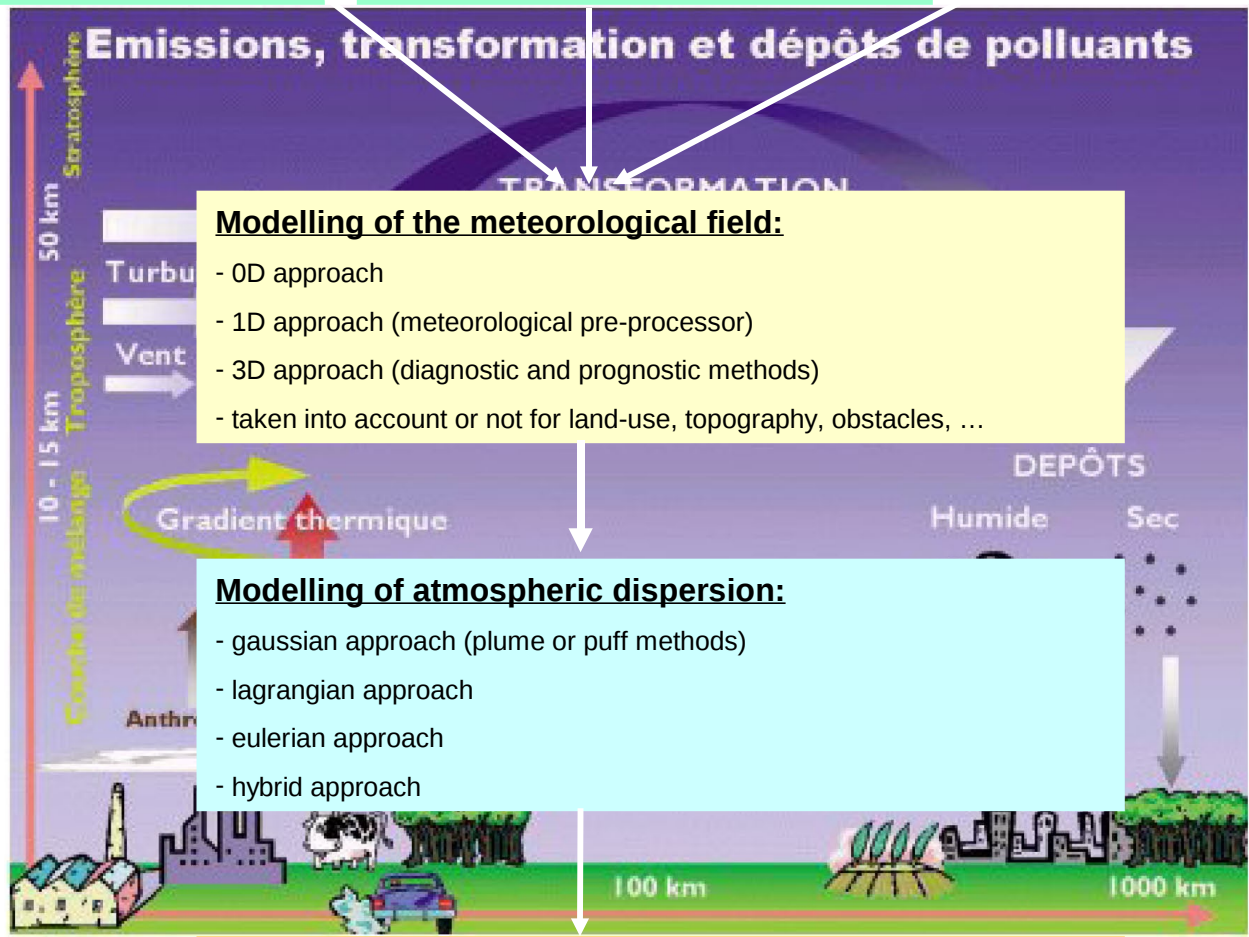 Emissions, transformation et dépôts de polluants
Stratosphère
50 km
TRANSFORMATION
Modelling of the meteorological field:
- 0D approach
- 1D approach (meteorological pre-processor)
- 3D approach (diagnostic and prognostic methods)
- taken into account or not for land-use, topography, obstacles, …
Turbu
Vent
Troposphère
10 - 15 km
DEPÔTS
Humide
Sec
Gradient thermique
Couche de mélange
Modelling of atmospheric dispersion:
- gaussian approach (plume or puff methods)
- lagrangian approach
- eulerian approach
- hybrid approach
Anthr
100 km
1000 km